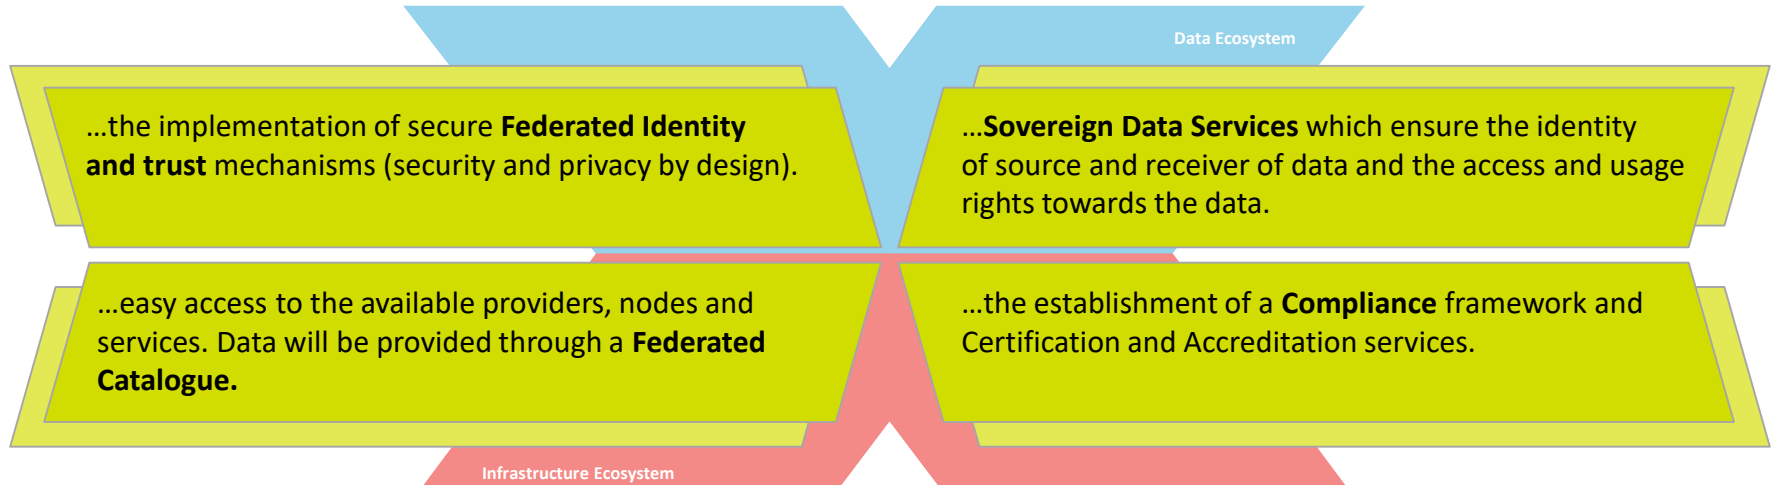 Data Ecosystem
...the implementation of secure Federated Identity
and trust mechanisms (security and privacy by design).
...Sovereign Data Services which ensure the identity
of source and receiver of data and the access and usage
rights towards the data.
...easy access to the available providers, nodes and
services. Data will be provided through a Federated
Catalogue.
...the establishment of a Compliance framework and
Certification and Accreditation services.
Infrastructure Ecosystem